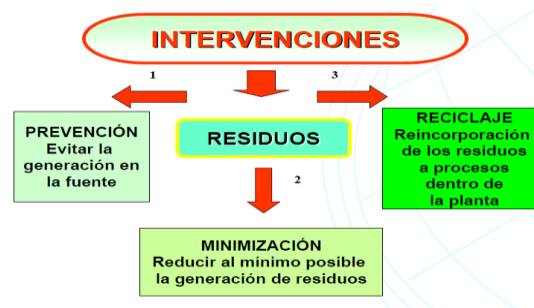 INTERVENCIONES
1
3
PREVENCIÓN
Evitar la
generación en
la fuente
RESIDUOS
RECICLAJE
Reincorporación
de los residuos
a procesos
dentro de
la planta
2
MINIMIZACIÓN
Reducir al mínimo posible
la generación de residuos